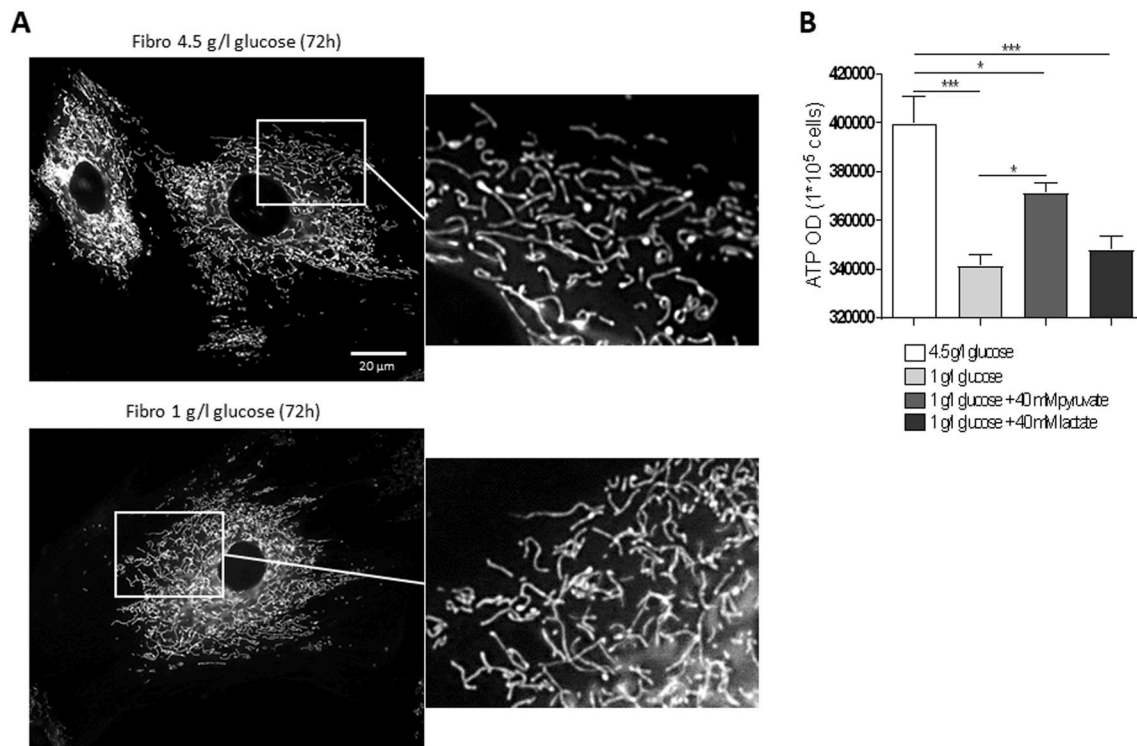 A
Fibro 4.5 g/l glucose (72h)
20 µm
Fibro 1 g/l glucose (72h)
B
***
*
***
*
420000
400000
380000
360000
340000
320000
ATP OD (1*10⁵ cells)
4.5 g/l glucose
1 g/l glucose
1 g/l glucose + 40 mM pyruvate
1 g/l glucose + 40 mM lactate